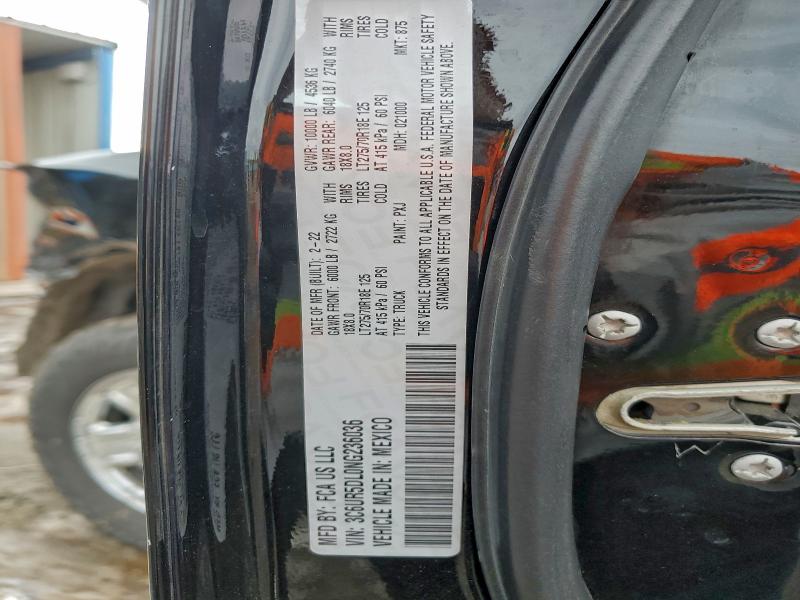 MFD BY: FCA US LLC
VIN: 3C6UR5DL0NG236036
VEHICLE MADE IN: MEXICO
DATE OF MFR (BUILT): 2-22 GVWR: 10000 LB / 4536 KG
GAWR FRONT: 6000 LB / 2722 KG WITH GAWR REAR: 6040 LB / 2740 KG WITH
18X8.0 RIMS 18X8.0 RIMS
LT275/70R18E 125 TIRES LT275/70R18E 125 TIRES
AT 415 kPa / 60 PSI COLD AT 415 kPa / 60 PSI COLD
TYPE: TRUCK PAINT: PXJ MDH: 021000 MKT: 875
THIS VEHICLE CONFORMS TO ALL APPLICABLE U.S.A. FEDERAL MOTOR VEHICLE SAFETY
STANDARDS IN EFFECT ON THE DATE OF MANUFACTURE SHOWN ABOVE.